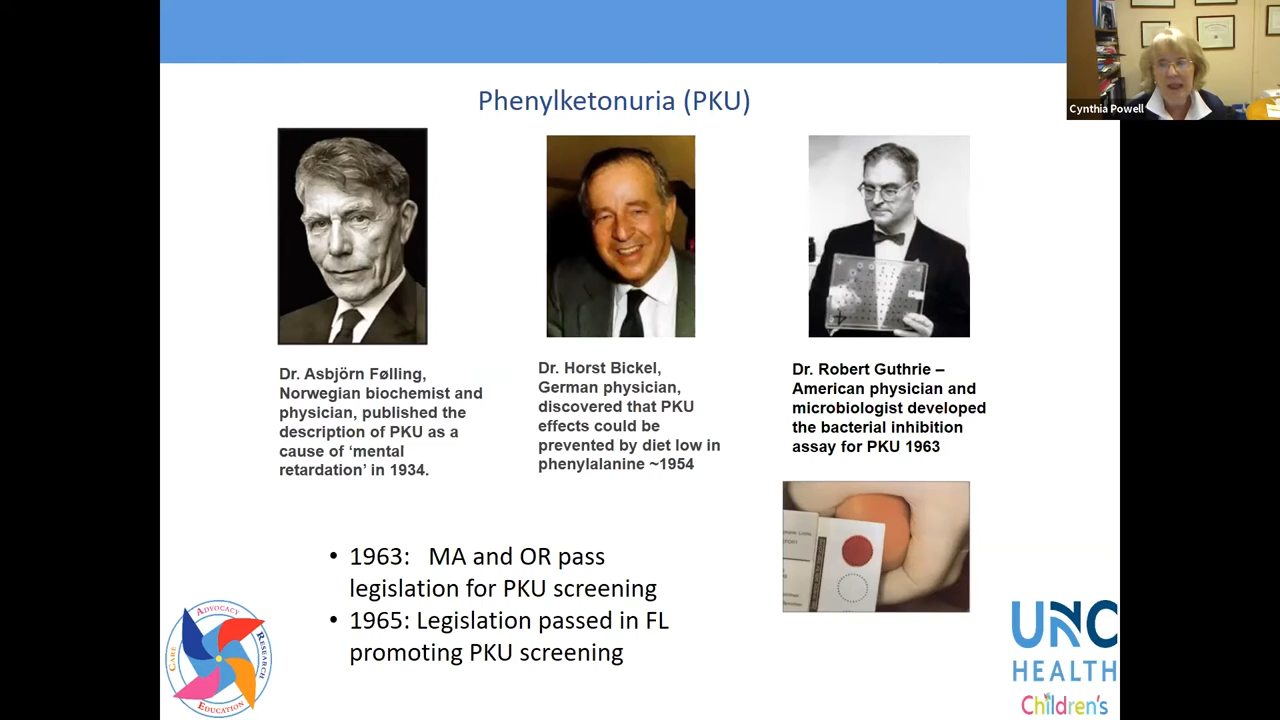 Phenylketonuria (PKU)
Cynthia Powell
Dr. Asbjörn Følling,
Norwegian biochemist and
physician, published the
description of PKU as a
cause of ‘mental
retardation’ in 1934.
Dr. Horst Bickel,
German physician,
discovered that PKU
effects could be
prevented by diet low in
phenylalanine ~1954
Dr. Robert Guthrie –
American physician and
microbiologist developed
the bacterial inhibition
assay for PKU 1963
• 1963: MA and OR pass
legislation for PKU screening
• 1965: Legislation passed in FL
promoting PKU screening
ADVOCACY
RESEARCH
EDUCATION
CARE
UNC
HEALTH
Children's